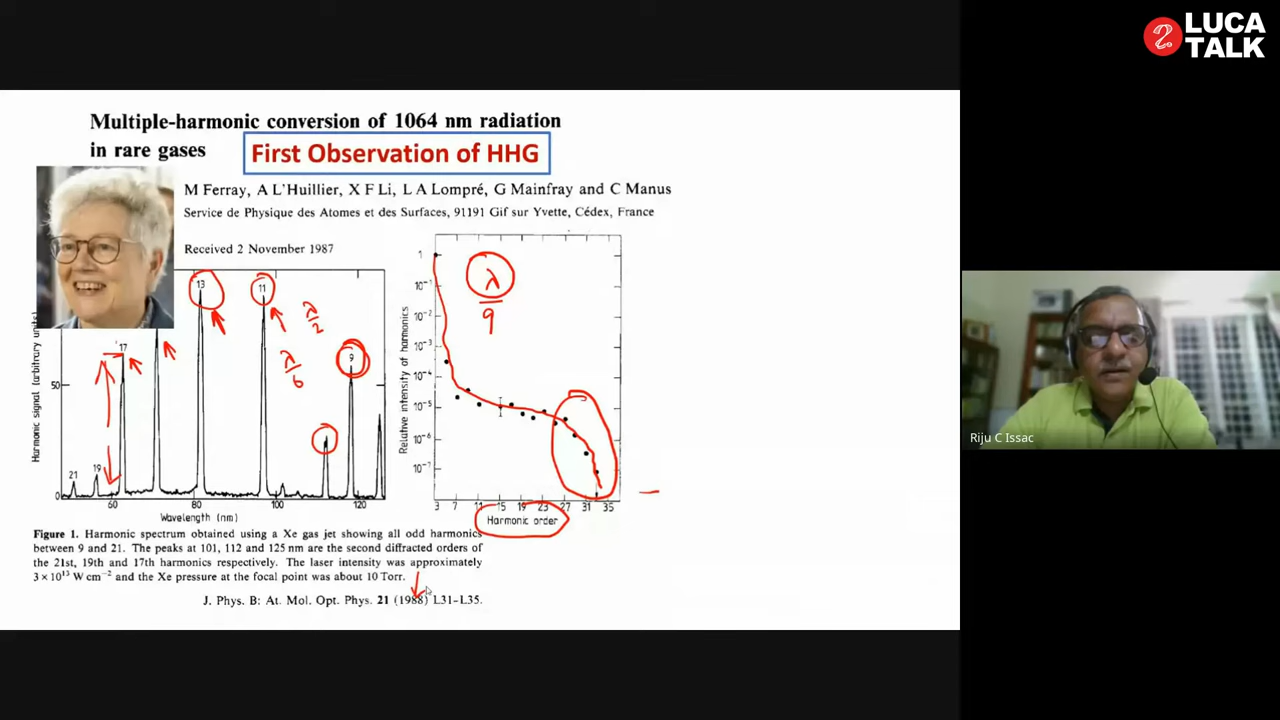 LUCA
TALK
Multiple-harmonic conversion of 1064 nm radiation
in rare gases
First Observation of HHG
M Ferray, A L'Huillier, X F Li, L A Lompré, G Mainfray and C Manus
Service de Physique des Atomes et des Surfaces, 91191 Gif sur Yvette, Cédex, France
Received 2 November 1987
Harmonic signal (arbitrary units)
50
0
21
19
17
13
11
9
60
80
100
120
Wavelength (nm)
λ/2
λ/6
λ/9
Relative intensity of harmonics
1
10⁻¹
10⁻²
10⁻³
10⁻⁴
10⁻⁵
10⁻⁶
10⁻⁷
3 7 11 15 19 23 27 31 35
Harmonic order
Figure 1. Harmonic spectrum obtained using a Xe gas jet showing all odd harmonics
between 9 and 21. The peaks at 101, 112 and 125 nm are the second diffracted orders of
the 21st, 19th and 17th harmonics respectively. The laser intensity was approximately
3 × 10¹³ W cm⁻² and the Xe pressure at the focal point was about 10 Torr.
J. Phys. B: At. Mol. Opt. Phys. 21 (1988) L31–L35.
Riju C Issac